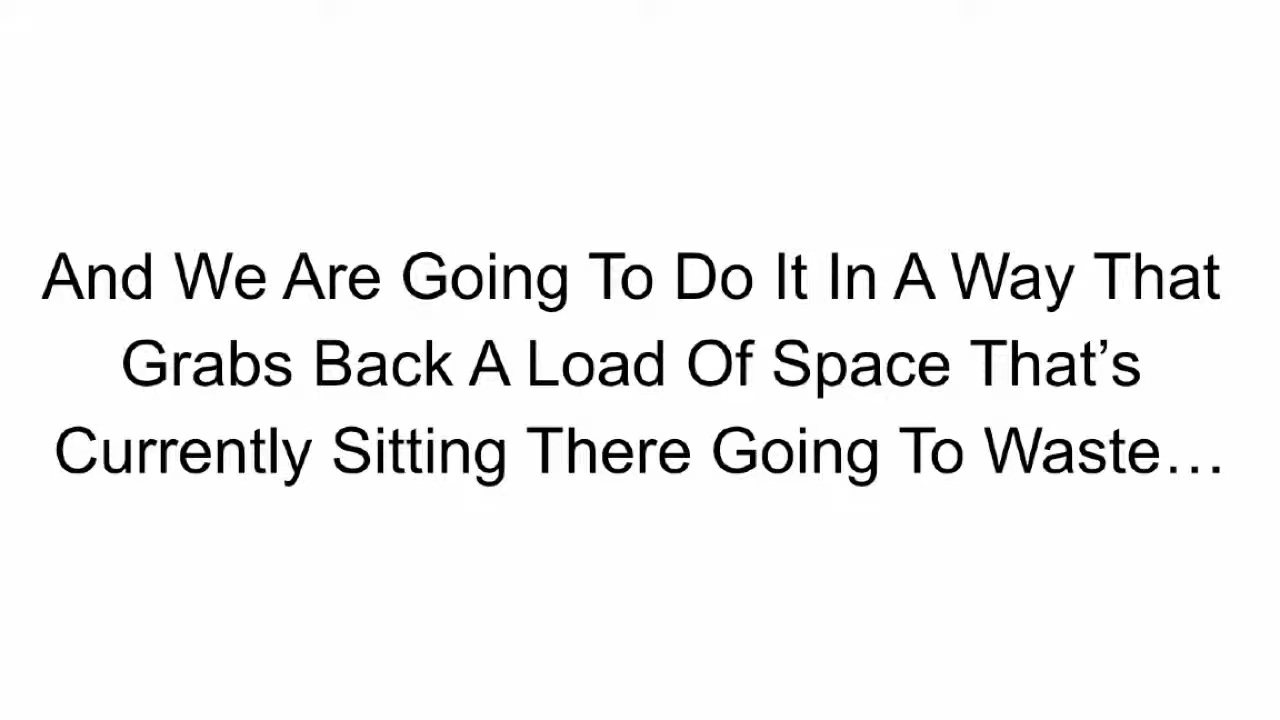 And We Are Going To Do It In A Way That
Grabs Back A Load Of Space That’s
Currently Sitting There Going To Waste…